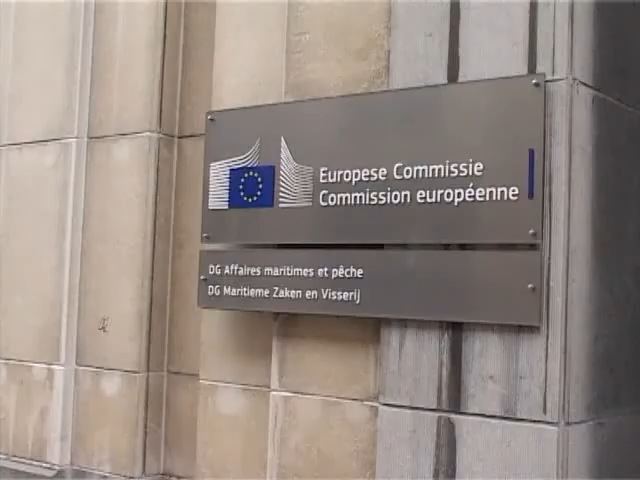 Europese Commissie
Commission européenne
DG Affaires maritimes et pêche
DG Maritieme Zaken en Visserij